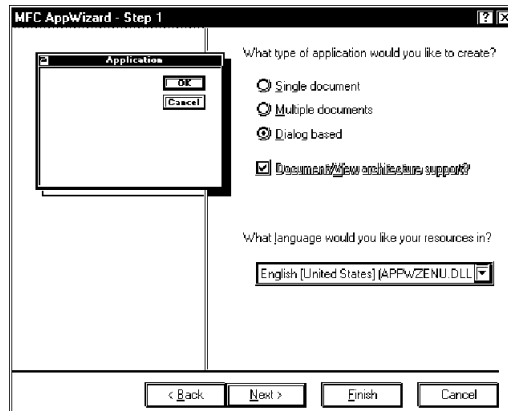 MFC AppWizard - Step 1
Application
OK
Cancel
What type of application would you like to create?
Single document
Multiple documents
Dialog based
Document/View architecture support?
What language would you like your resources in?
English [United States] (APPWZENU.DLL
< Back
Next >
Finish
Cancel